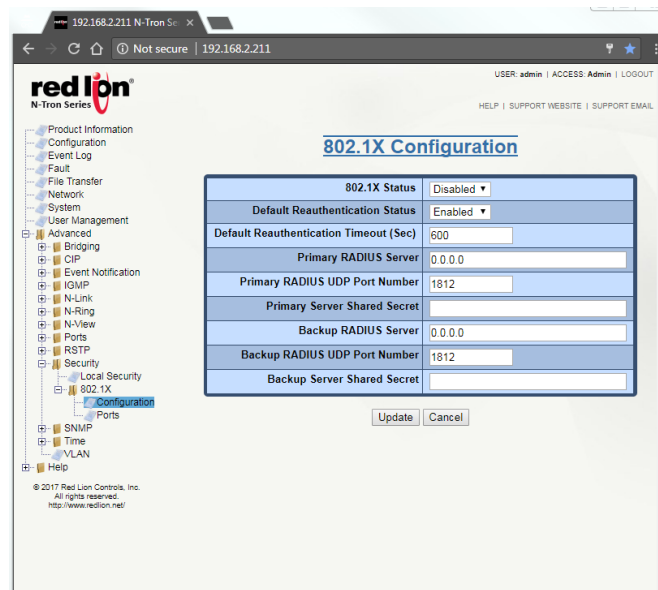 192.168.2.211 N-Tron Se
Not secure | 192.168.2.211
red lion®
N-Tron Series
USER: admin | ACCESS: Admin | LOGOUT
HELP | SUPPORT WEBSITE | SUPPORT EMAIL
Product Information
Configuration
Event Log
Fault
File Transfer
Network
System
User Management
Advanced
Bridging
CIP
Event Notification
IGMP
N-Link
N-Ring
N-View
Ports
RSTP
Security
Local Security
802.1X
Configuration
Ports
SNMP
Time
VLAN
Help
© 2017 Red Lion Controls, Inc.
All rights reserved.
http://www.redlion.net/
802.1X Configuration
802.1X Status Disabled
Default Reauthentication Status Enabled
Default Reauthentication Timeout (Sec) 600
Primary RADIUS Server 0.0.0.0
Primary RADIUS UDP Port Number 1812
Primary Server Shared Secret
Backup RADIUS Server 0.0.0.0
Backup RADIUS UDP Port Number 1812
Backup Server Shared Secret
Update Cancel